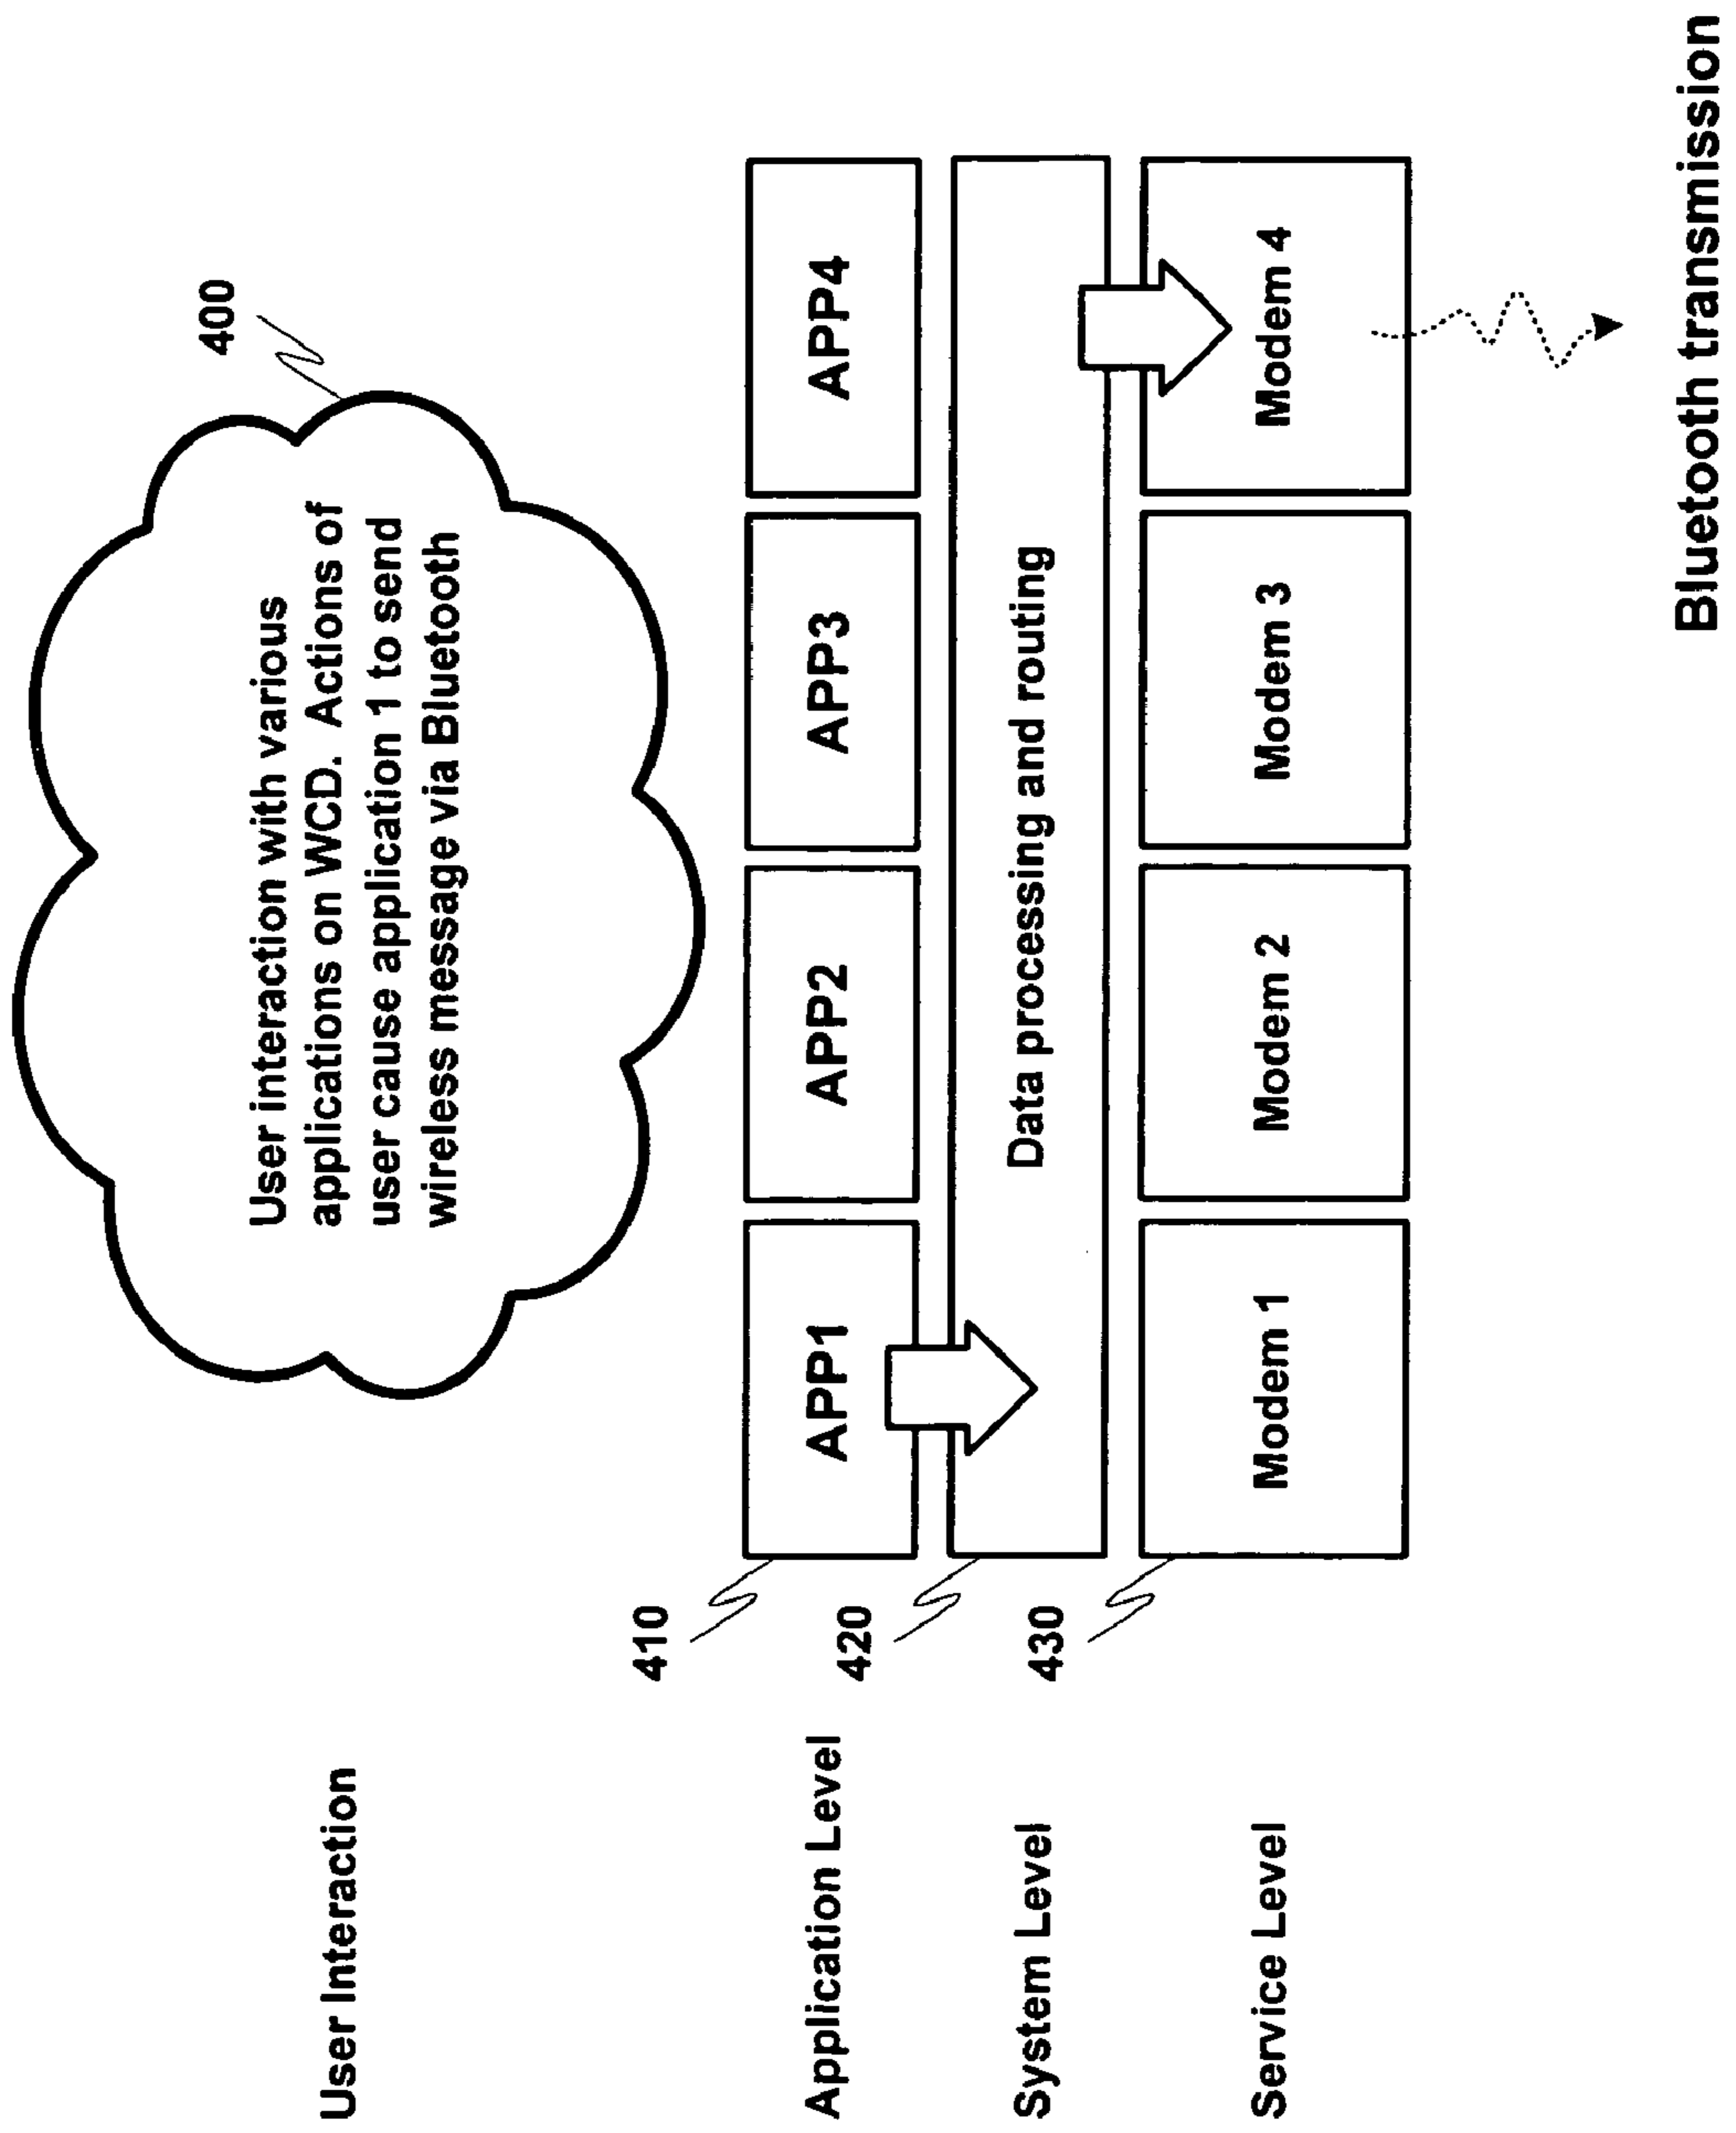 400
User Interaction
User interaction with various
applications on WCD. Actions of
user cause application 1 to send
wireless message via Bluetooth
410
Application Level
APP1
APP2
APP3
APP4
420
System Level
Data processing and routing
430
Service Level
Modem 1
Modem 2
Modem 3
Modem 4
Bluetooth transmission